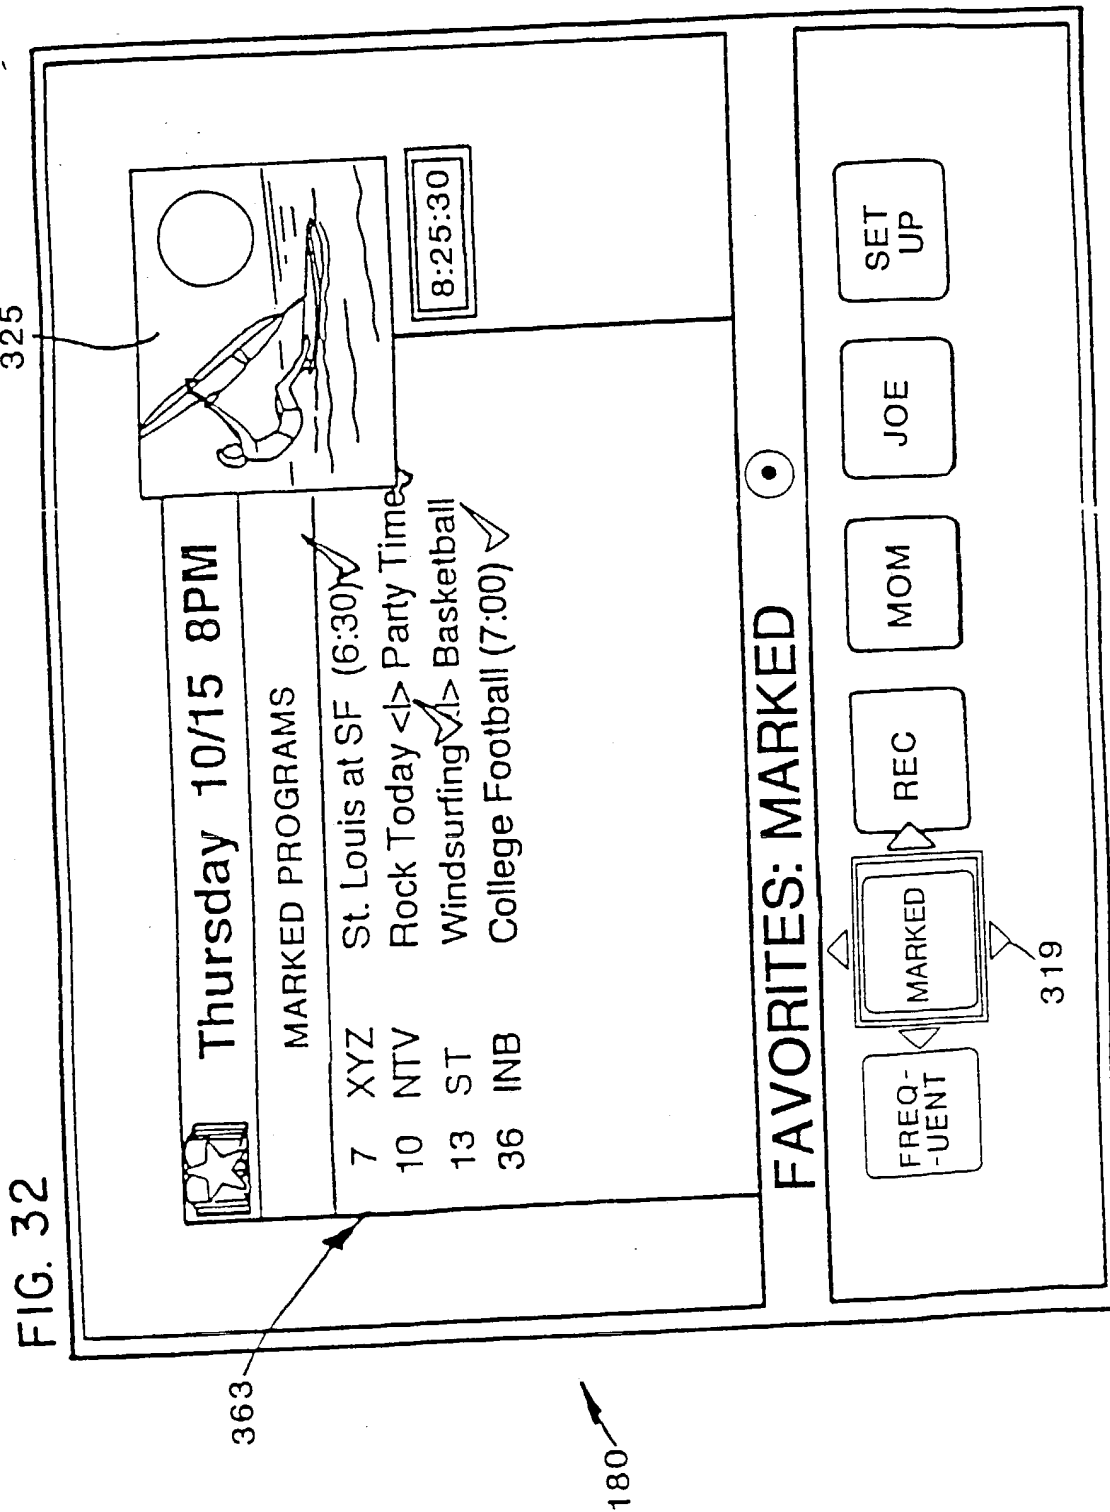 FIG. 32
325
363
180
Thursday 10/15 8PM
MARKED PROGRAMS
7 XYZ St. Louis at SF (6:30)
10 NTV Rock Today <|> Party Time
13 ST Windsurfing <|> Basketball
36 INB College Football (7:00)
8:25:30
FAVORITES: MARKED
FREQ-
-UENT
MARKED
REC
MOM
JOE
SET
UP
319